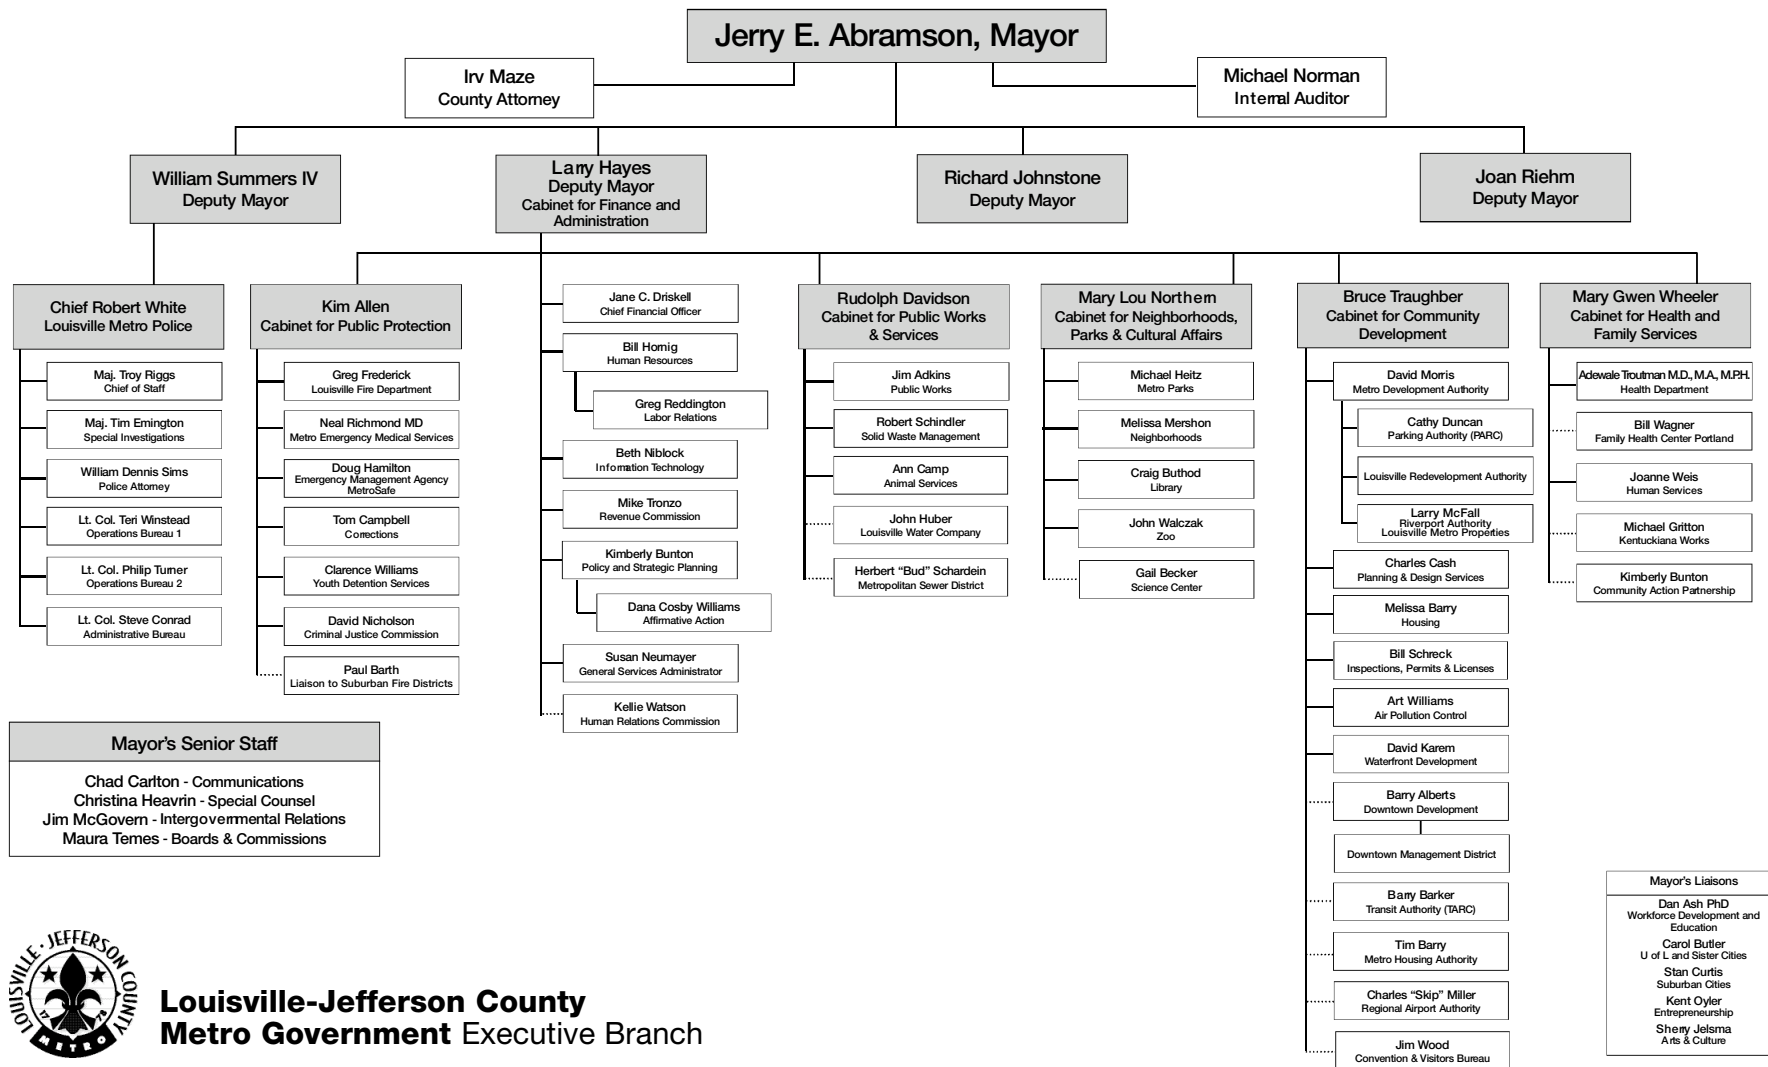 Jerry E. Abramson, Mayor
Irv Maze
County Attorney
Michael Norman
Internal Auditor
William Summers IV
Deputy Mayor
Larry Hayes
Deputy Mayor
Cabinet for Finance and
Administration
Richard Johnstone
Deputy Mayor
Joan Riehm
Deputy Mayor
Chief Robert White
Louisville Metro Police
Maj. Troy Riggs
Chief of Staff
Maj. Tim Emington
Special Investigations
William Dennis Sims
Police Attorney
Lt. Col. Teri Winstead
Operations Bureau 1
Lt. Col. Philip Turner
Operations Bureau 2
Lt. Col. Steve Conrad
Administrative Bureau
Kim Allen
Cabinet for Public Protection
Greg Frederick
Louisville Fire Department
Neal Richmond MD
Metro Emergency Medical Services
Doug Hamilton
Emergency Management Agency
MetroSafe
Tom Campbell
Corrections
Clarence Williams
Youth Detention Services
David Nicholson
Criminal Justice Commission
Paul Barth
Liaison to Suburban Fire Districts
Jane C. Driskell
Chief Financial Officer
Bill Hornig
Human Resources
Greg Reddington
Labor Relations
Beth Niblock
Information Technology
Mike Tronzo
Revenue Commission
Kimberly Bunton
Policy and Strategic Planning
Dana Cosby Williams
Affirmative Action
Susan Neumayer
General Services Administrator
Kellie Watson
Human Relations Commission
Rudolph Davidson
Cabinet for Public Works
& Services
Jim Adkins
Public Works
Robert Schindler
Solid Waste Management
Ann Camp
Animal Services
John Huber
Louisville Water Company
Herbert “Bud” Schardein
Metropolitan Sewer District
Mary Lou Northern
Cabinet for Neighborhoods,
Parks & Cultural Affairs
Michael Heitz
Metro Parks
Melissa Mershon
Neighborhoods
Craig Buthod
Library
John Walczak
Zoo
Gail Becker
Science Center
Bruce Traughber
Cabinet for Community
Development
David Morris
Metro Development Authority
Cathy Duncan
Parking Authority (PARC)
Louisville Redevelopment Authority
Larry McFall
Riverport Authority
Louisville Metro Properties
Charles Cash
Planning & Design Services
Melissa Barry
Housing
Bill Schreck
Inspections, Permits & Licenses
Art Williams
Air Pollution Control
David Karem
Waterfront Development
Barry Alberts
Downtown Development
Downtown Management District
Barry Barker
Transit Authority (TARC)
Tim Barry
Metro Housing Authority
Charles “Skip” Miller
Regional Airport Authority
Jim Wood
Convention & Visitors Bureau
Mary Gwen Wheeler
Cabinet for Health and
Family Services
Adewale Troutman M.D., M.A., M.P.H.
Health Department
Bill Wagner
Family Health Center Portland
Joanne Weis
Human Services
Michael Gritton
Kentuckiana Works
Kimberly Bunton
Community Action Partnership
Mayor’s Senior Staff
Chad Carlton - Communications
Christina Heavrin - Special Counsel
Jim McGovern - Intergovernmental Relations
Maura Temes - Boards & Commissions
Mayor’s Liaisons
Dan Ash PhD
Workforce Development and
Education
Carol Butler
U of L and Sister Cities
Stan Curtis
Suburban Cities
Kent Oyler
Entrepreneurship
Sherry Jelsma
Arts & Culture
LOUISVILLE · JEFFERSON COUNTY
17 78
METRO
Louisville-Jefferson County
Metro Government Executive Branch